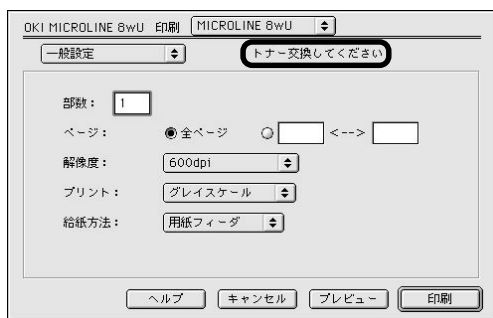 OKI MICROLINE 8wU 印刷 MICROLINE 8wU
一般設定 トナー交換してください
部数： 1
ページ： 全ページ <-->
解像度： 600dpi
プリント： グレイスケール
給紙方法： 用紙フィーダ
ヘルプ キャンセル プレビュー 印刷